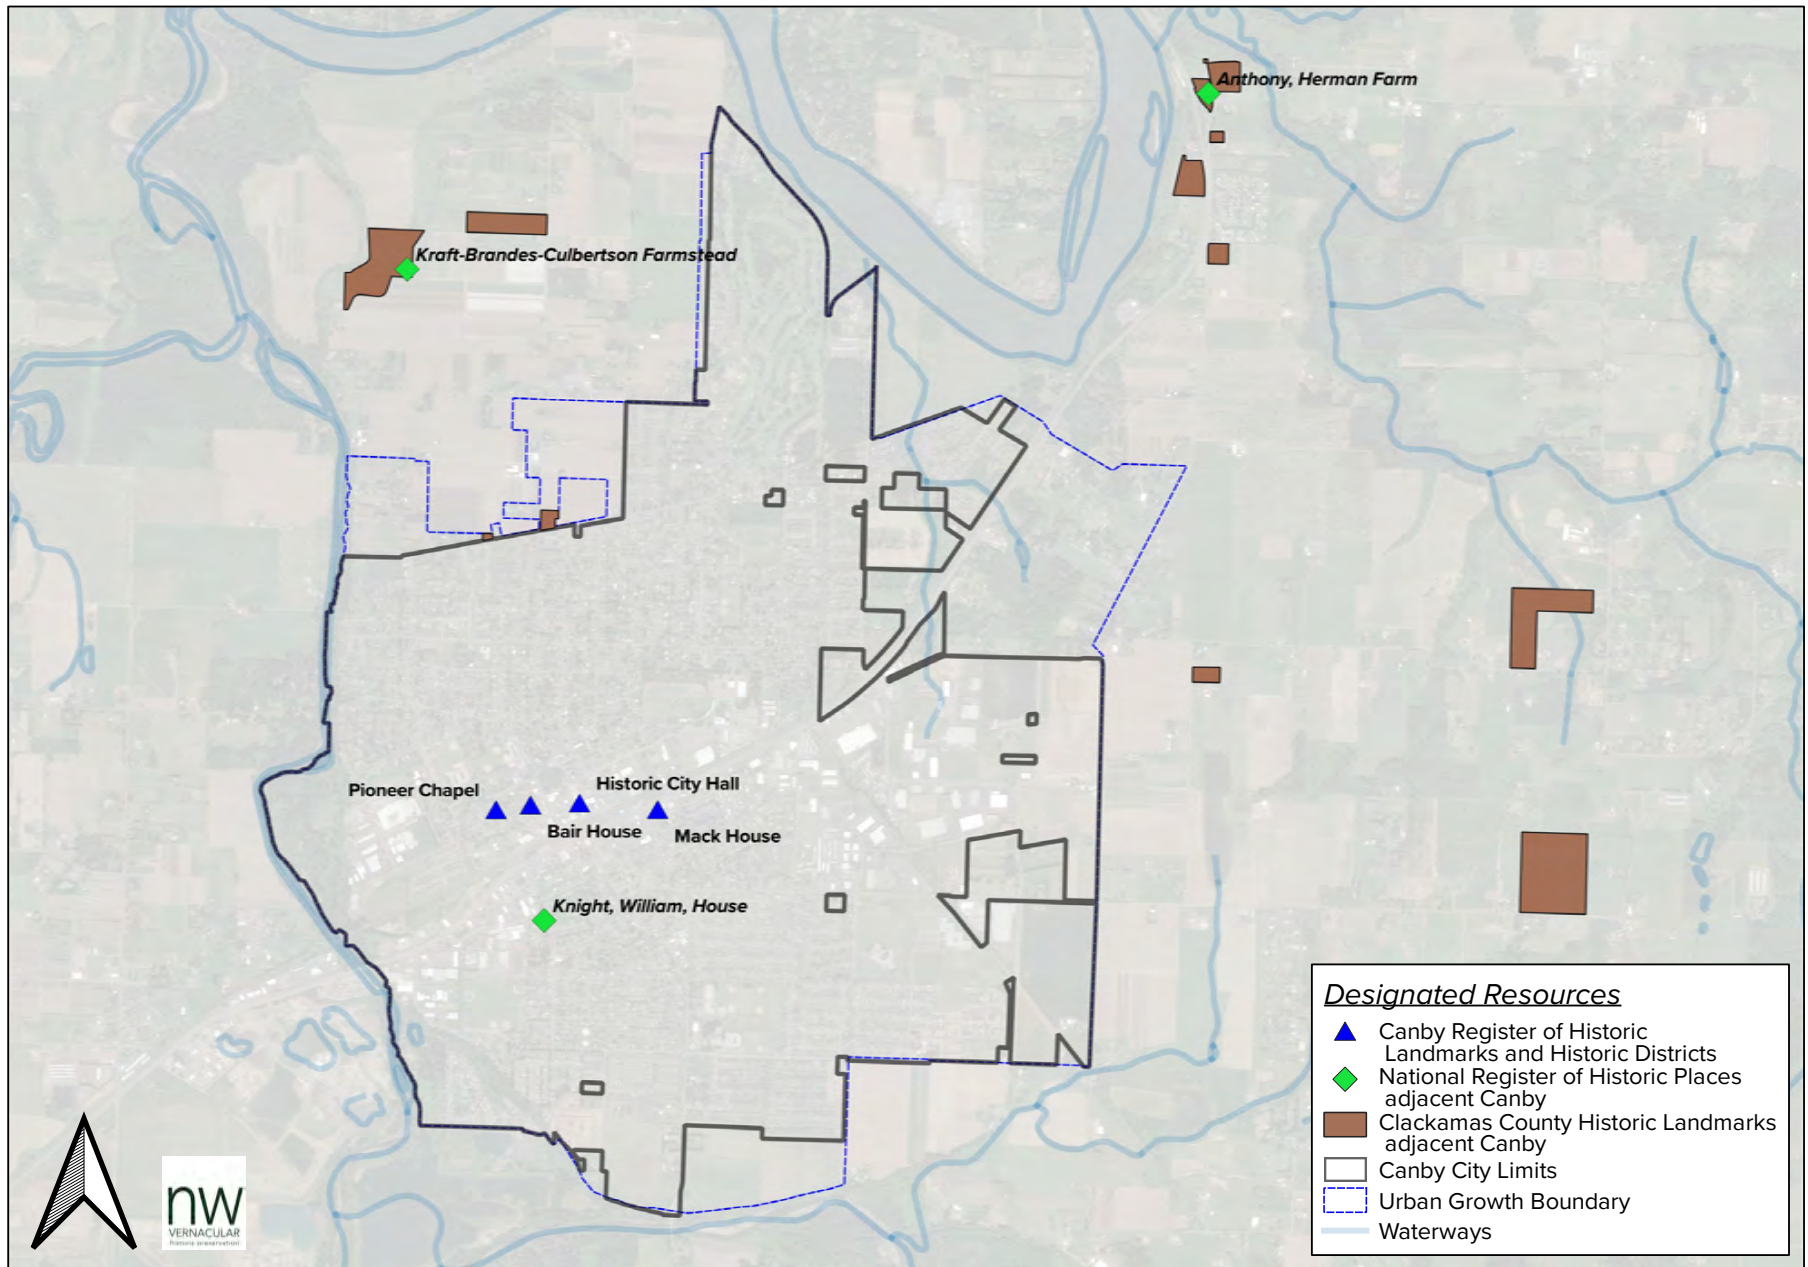 Anthony, Herman Farm
Kraft-Brandes-Culbertson Farmstead
Pioneer Chapel
Historic City Hall
Bair House
Mack House
Knight, William, House
Designated Resources
Canby Register of Historic
Landmarks and Historic Districts
National Register of Historic Places
adjacent Canby
Clackamas County Historic Landmarks
adjacent Canby
Canby City Limits
Urban Growth Boundary
Waterways
nw
VERNACULAR
historic preservation